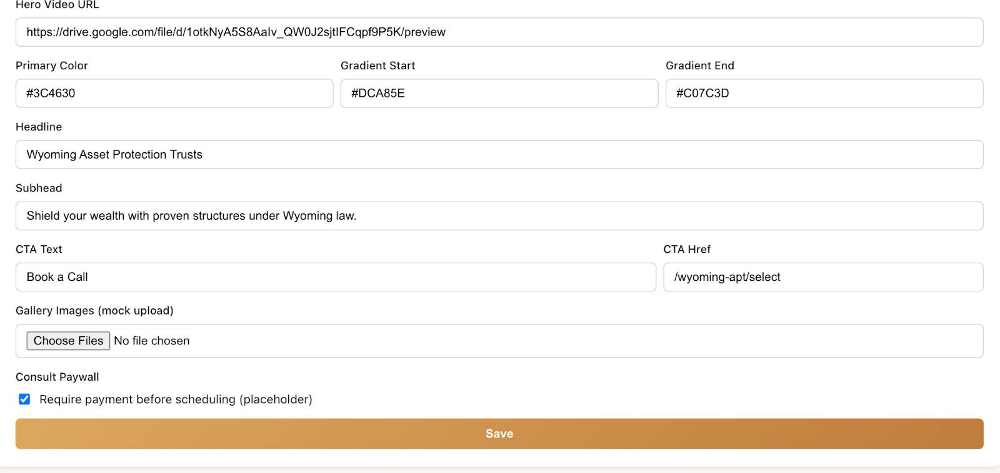 Hero Video URL
https://drive.google.com/file/d/1otkNyA5S8AaIv_QW0J2sjtIFCqpf9P5K/preview
Primary Color
Gradient Start
Gradient End
#3C4630
#DCA85E
#C07C3D
Headline
Wyoming Asset Protection Trusts
Subhead
Shield your wealth with proven structures under Wyoming law.
CTA Text
CTA Href
Book a Call
/wyoming-apt/select
Gallery Images (mock upload)
Choose Files No file chosen
Consult Paywall
Require payment before scheduling (placeholder)
Save